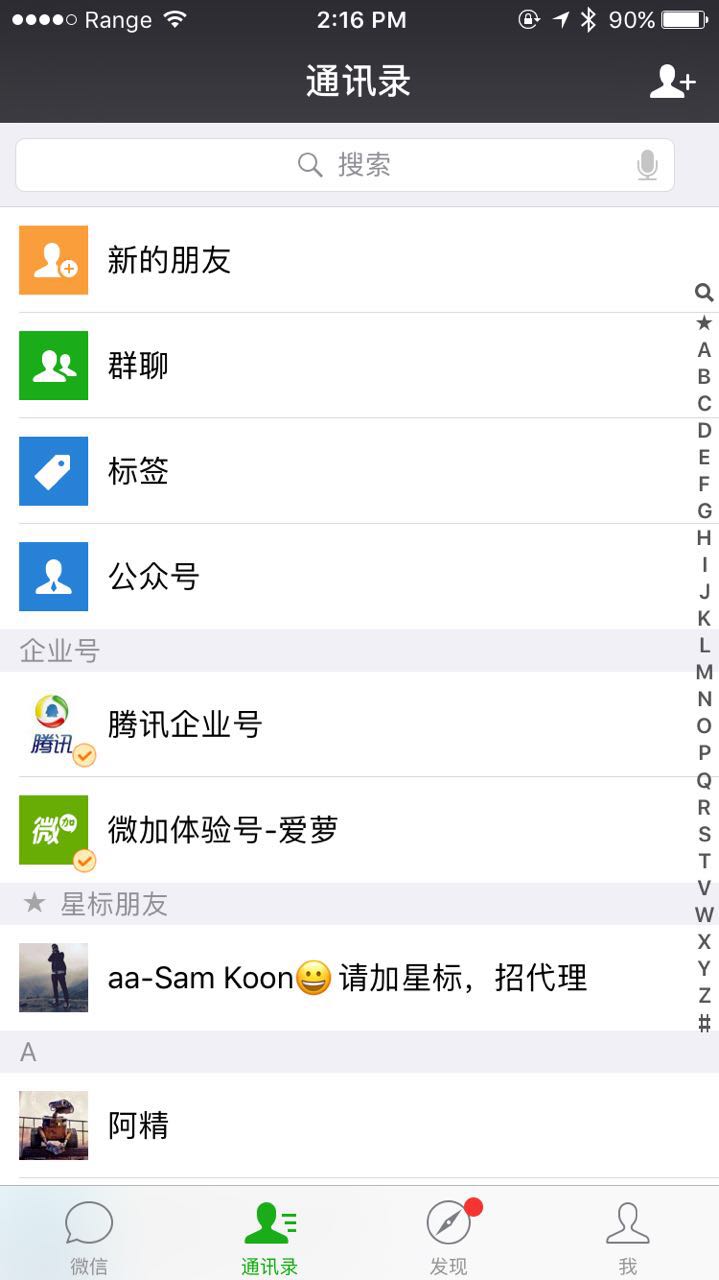 Range 2:16 PM 90%
通讯录
搜索
新的朋友
群聊
标签
公众号
企业号
腾讯
腾讯企业号
微加
微加体验号-爱萝
★ 星标朋友
aa-Sam Koon😀 请加星标，招代理
A
阿精
★
A
B
C
D
E
F
G
H
I
J
K
L
M
N
O
P
Q
R
S
T
V
W
X
Y
Z
#
微信 通讯录 发现 我